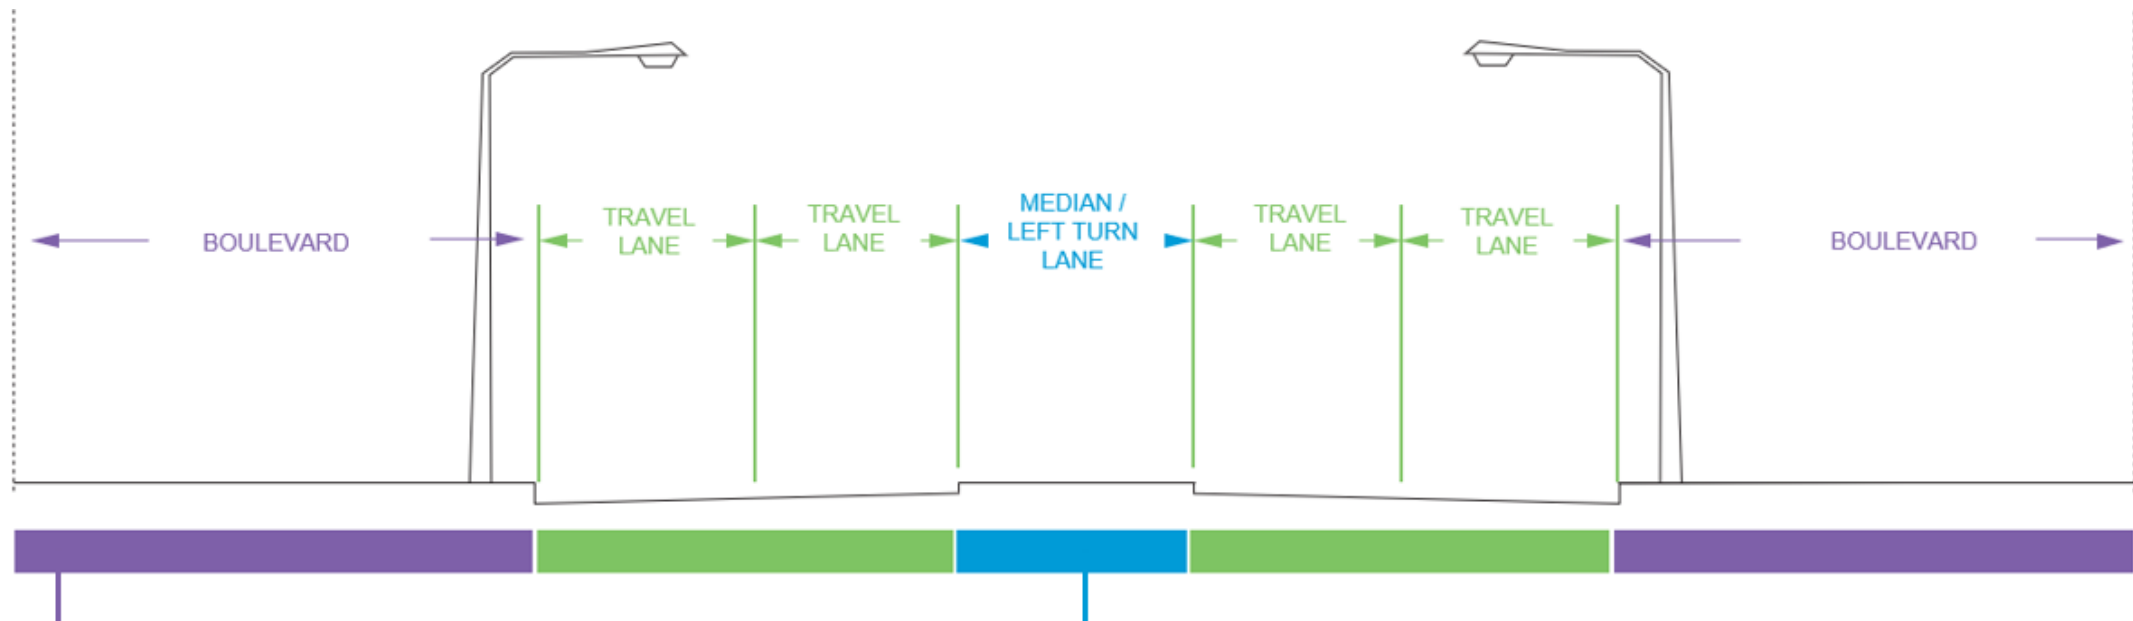 BOULEVARD
TRAVEL
LANE
TRAVEL
LANE
MEDIAN /
LEFT TURN
LANE
TRAVEL
LANE
TRAVEL
LANE
BOULEVARD